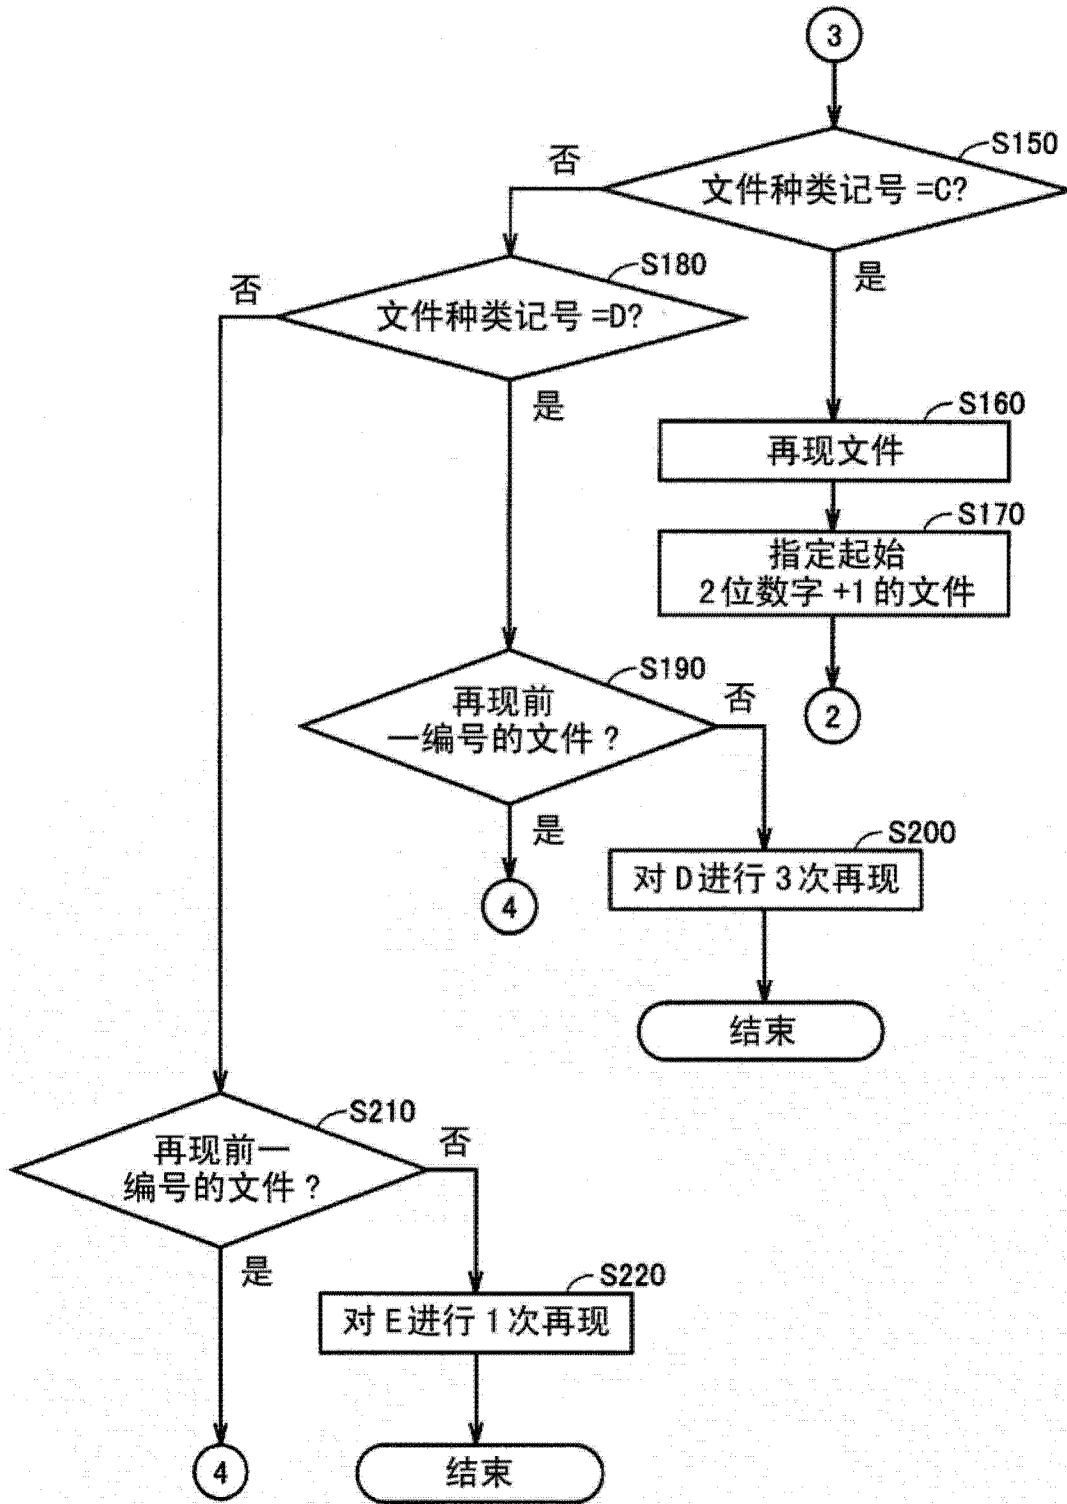 3
S150
否
文件种类记号=C?
S180
是
否
文件种类记号=D?
是
S160
再现文件
S170
指定起始
2位数字+1的文件
S190
再现前
一编号的文件?
否
2
是
S200
对D进行3次再现
4
结束
S210
再现前一
编号的文件?
否
是
S220
对E进行1次再现
4
结束